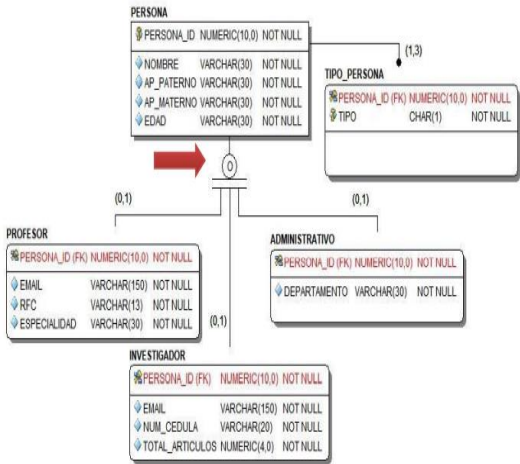 PERSONA
PERSONA_ID NUMERIC(10,0) NOT NULL
NOMBRE VARCHAR(30) NOT NULL
AP_PATERNO VARCHAR(30) NOT NULL
AP_MATERNO VARCHAR(30) NOT NULL
EDAD VARCHAR(30) NOT NULL
(1,3)
TIPO_PERSONA
PERSONA_ID (FK) NUMERIC(10,0) NOT NULL
TIPO CHAR(1) NOT NULL
(0,1)
(0,1)
PROFESOR
PERSONA_ID (FK) NUMERIC(10,0) NOT NULL
EMAIL VARCHAR(150) NOT NULL
RFC VARCHAR(13) NOT NULL
ESPECIALIDAD VARCHAR(30) NOT NULL
ADMINISTRATIVO
PERSONA_ID (FK) NUMERIC(10,0) NOT NULL
DEPARTAMENTO VARCHAR(30) NOT NULL
(0,1)
INVESTIGADOR
PERSONA_ID (FK) NUMERIC(10,0) NOT NULL
EMAIL VARCHAR(150) NOT NULL
NUM_CEDULA VARCHAR(20) NOT NULL
TOTAL_ARTICULOS NUMERIC(4,0) NOT NULL